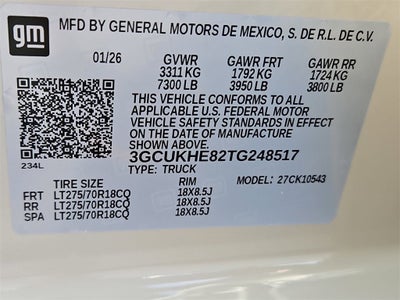 gm
MFD BY GENERAL MOTORS DE MEXICO, S. DE R.L. DE C.V.
01/26 GVWR GAWR FRT GAWR RR
3311 KG 1792 KG 1724 KG
7300 LB 3950 LB 3800 LB
THIS VEHICLE CONFORMS TO ALL
APPLICABLE U.S. FEDERAL MOTOR
VEHICLE SAFETY STANDARDS IN
EFFECT ON THE DATE OF MANUFACTURE
SHOWN ABOVE.
3GCUKHE82TG248517
TYPE: TRUCK
234L
TIRE SIZE RIM 27CK10543
FRT LT275/70R18CQ 18X8.5J
RR LT275/70R18CQ 18X8.5J
SPA LT275/70R18CQ 18X8.5J